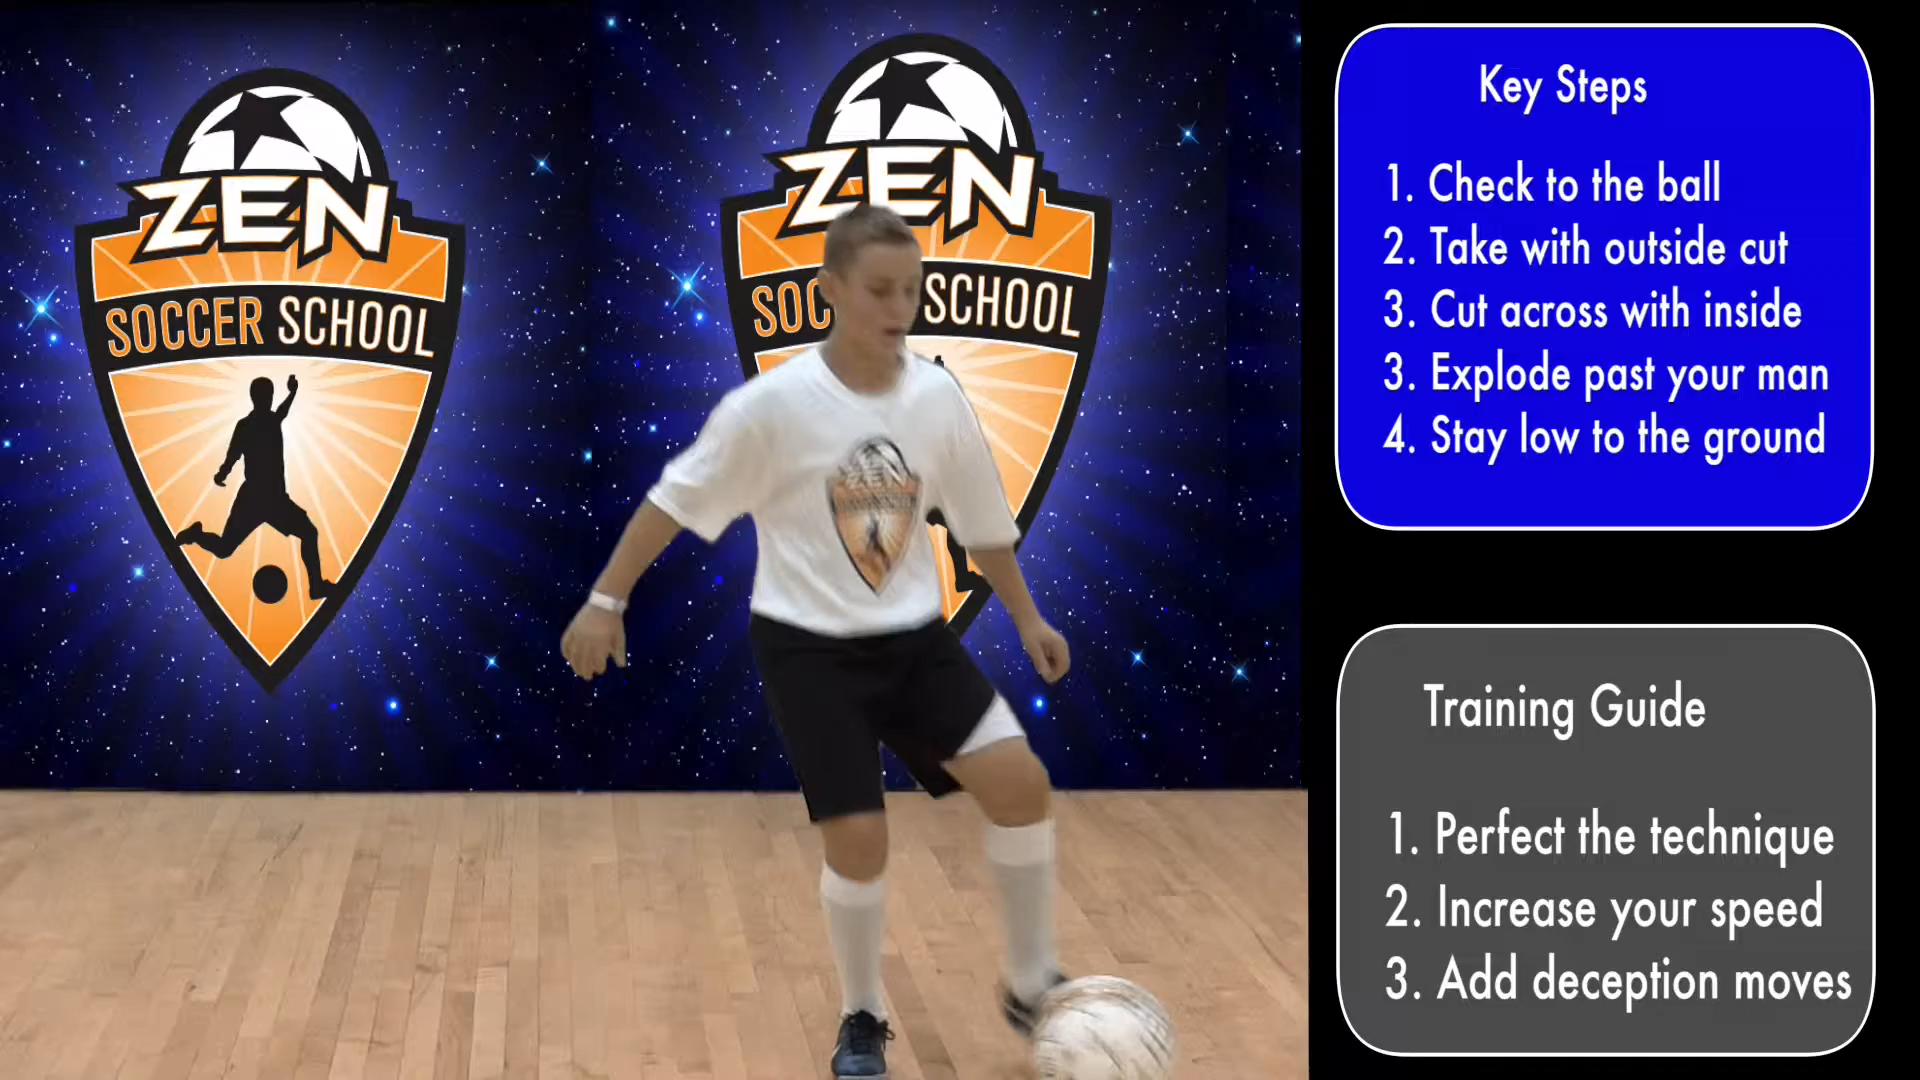 ZEN
SOCCER SCHOOL
ZEN
SOC SCHOOL
Key Steps
1. Check to the ball
2. Take with outside cut
3. Cut across with inside
3. Explode past your man
4. Stay low to the ground
Training Guide
1. Perfect the technique
2. Increase your speed
3. Add deception moves